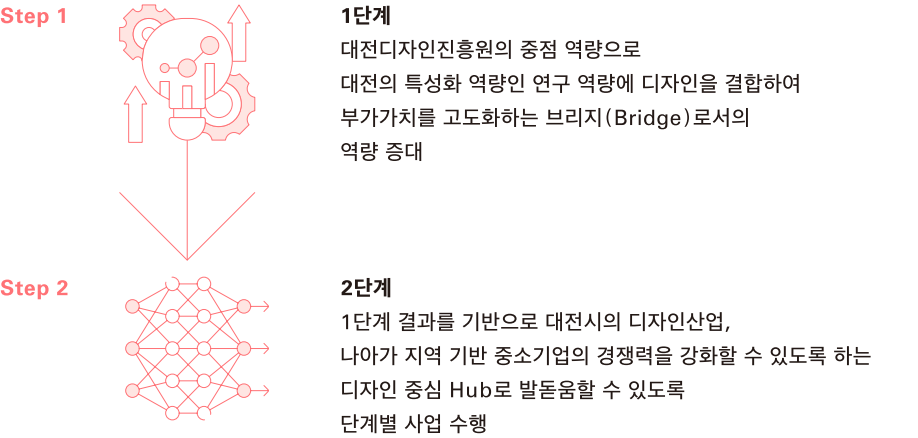 Step 1
1단계
대전디자인진흥원의 중점 역량으로
대전의 특성화 역량인 연구 역량에 디자인을 결합하여
부가가치를 고도화하는 브리지(Bridge)로서의
역량 증대
Step 2
2단계
1단계 결과를 기반으로 대전시의 디자인산업,
나아가 지역 기반 중소기업의 경쟁력을 강화할 수 있도록 하는
디자인 중심 Hub로 발돋움할 수 있도록
단계별 사업 수행